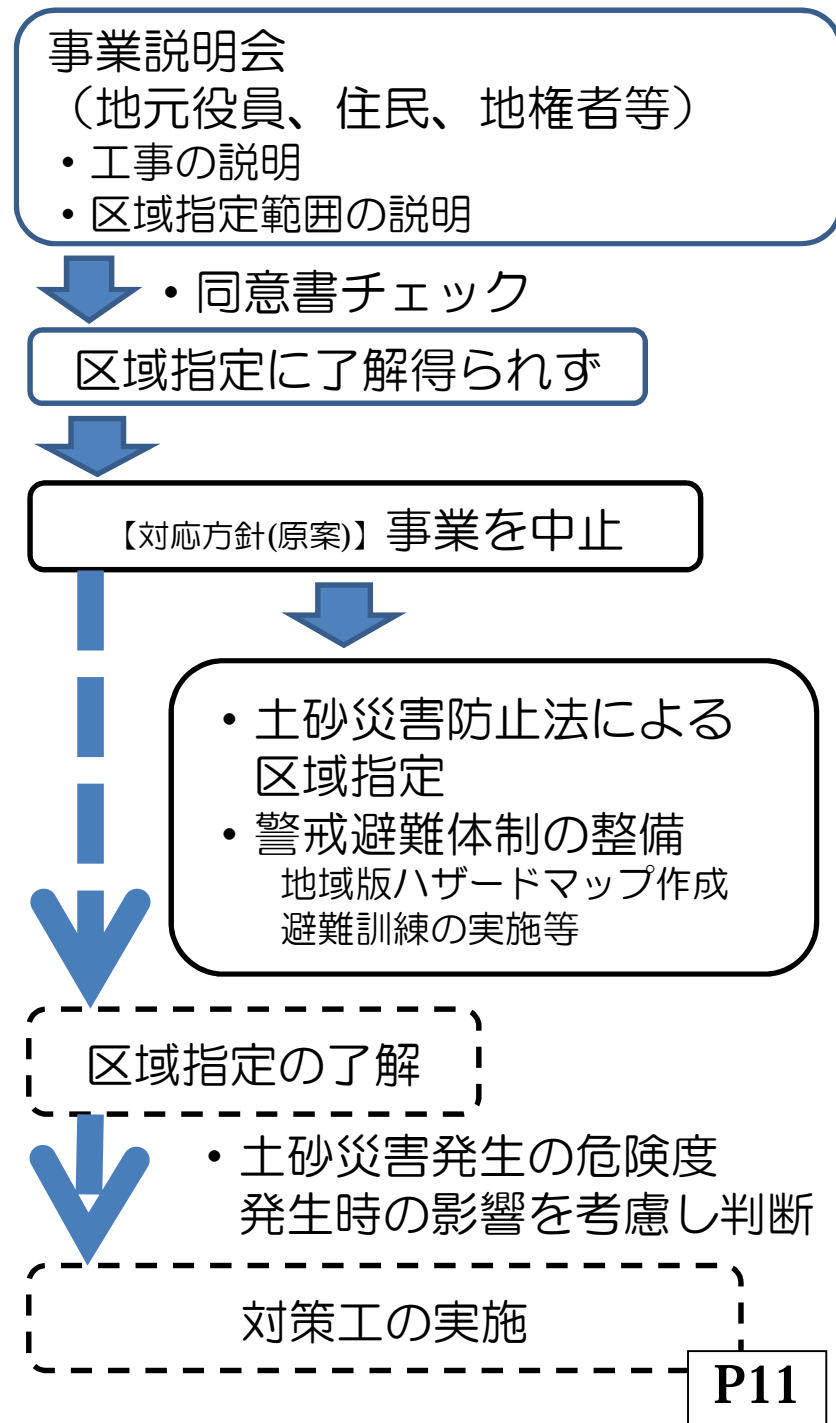 事業説明会
（地元役員、住民、地権者等）
・工事の説明
・区域指定範囲の説明
・同意書チェック
区域指定に了解得られず
【対応方針(原案)】事業を中止
・土砂災害防止法による
区域指定
・警戒避難体制の整備
地域版ハザードマップ作成
避難訓練の実施等
区域指定の了解
・土砂災害発生の危険度
発生時の影響を考慮し判断
対策工の実施
P11